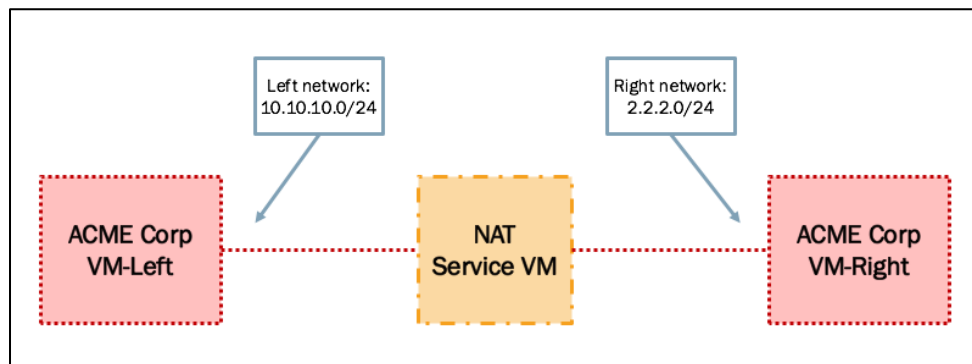 Left network:
10.10.10.0/24
Right network:
2.2.2.0/24
ACME Corp
VM-Left
NAT
Service VM
ACME Corp
VM-Right